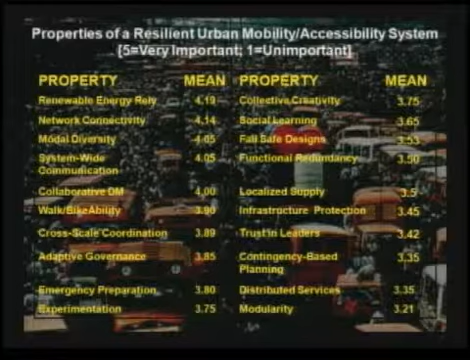 Properties of a Resilient Urban Mobility/Accessibility System
[5=Very Important; 1=Unimportant]
PROPERTY MEAN PROPERTY MEAN
Renewable Energy Rely 4.19 Collective Creativity 3.75
Network Connectivity 4.14 Social Learning 3.65
Modal Diversity 4.05 Fail Safe Designs 3.53
System-Wide 4.05 Functional Redundancy 3.50
Communication
Collaborative DM 4.00 Localized Supply 3.5
Walk/BikeAbility 3.90 Infrastructure Protection 3.45
Cross-Scale Coordination 3.89 Trust in Leaders 3.42
Adaptive Governance 3.85 Contingency-Based 3.35
Planning
Emergency Preparation 3.80 Distributed Services 3.35
Experimentation 3.75 Modularity 3.21